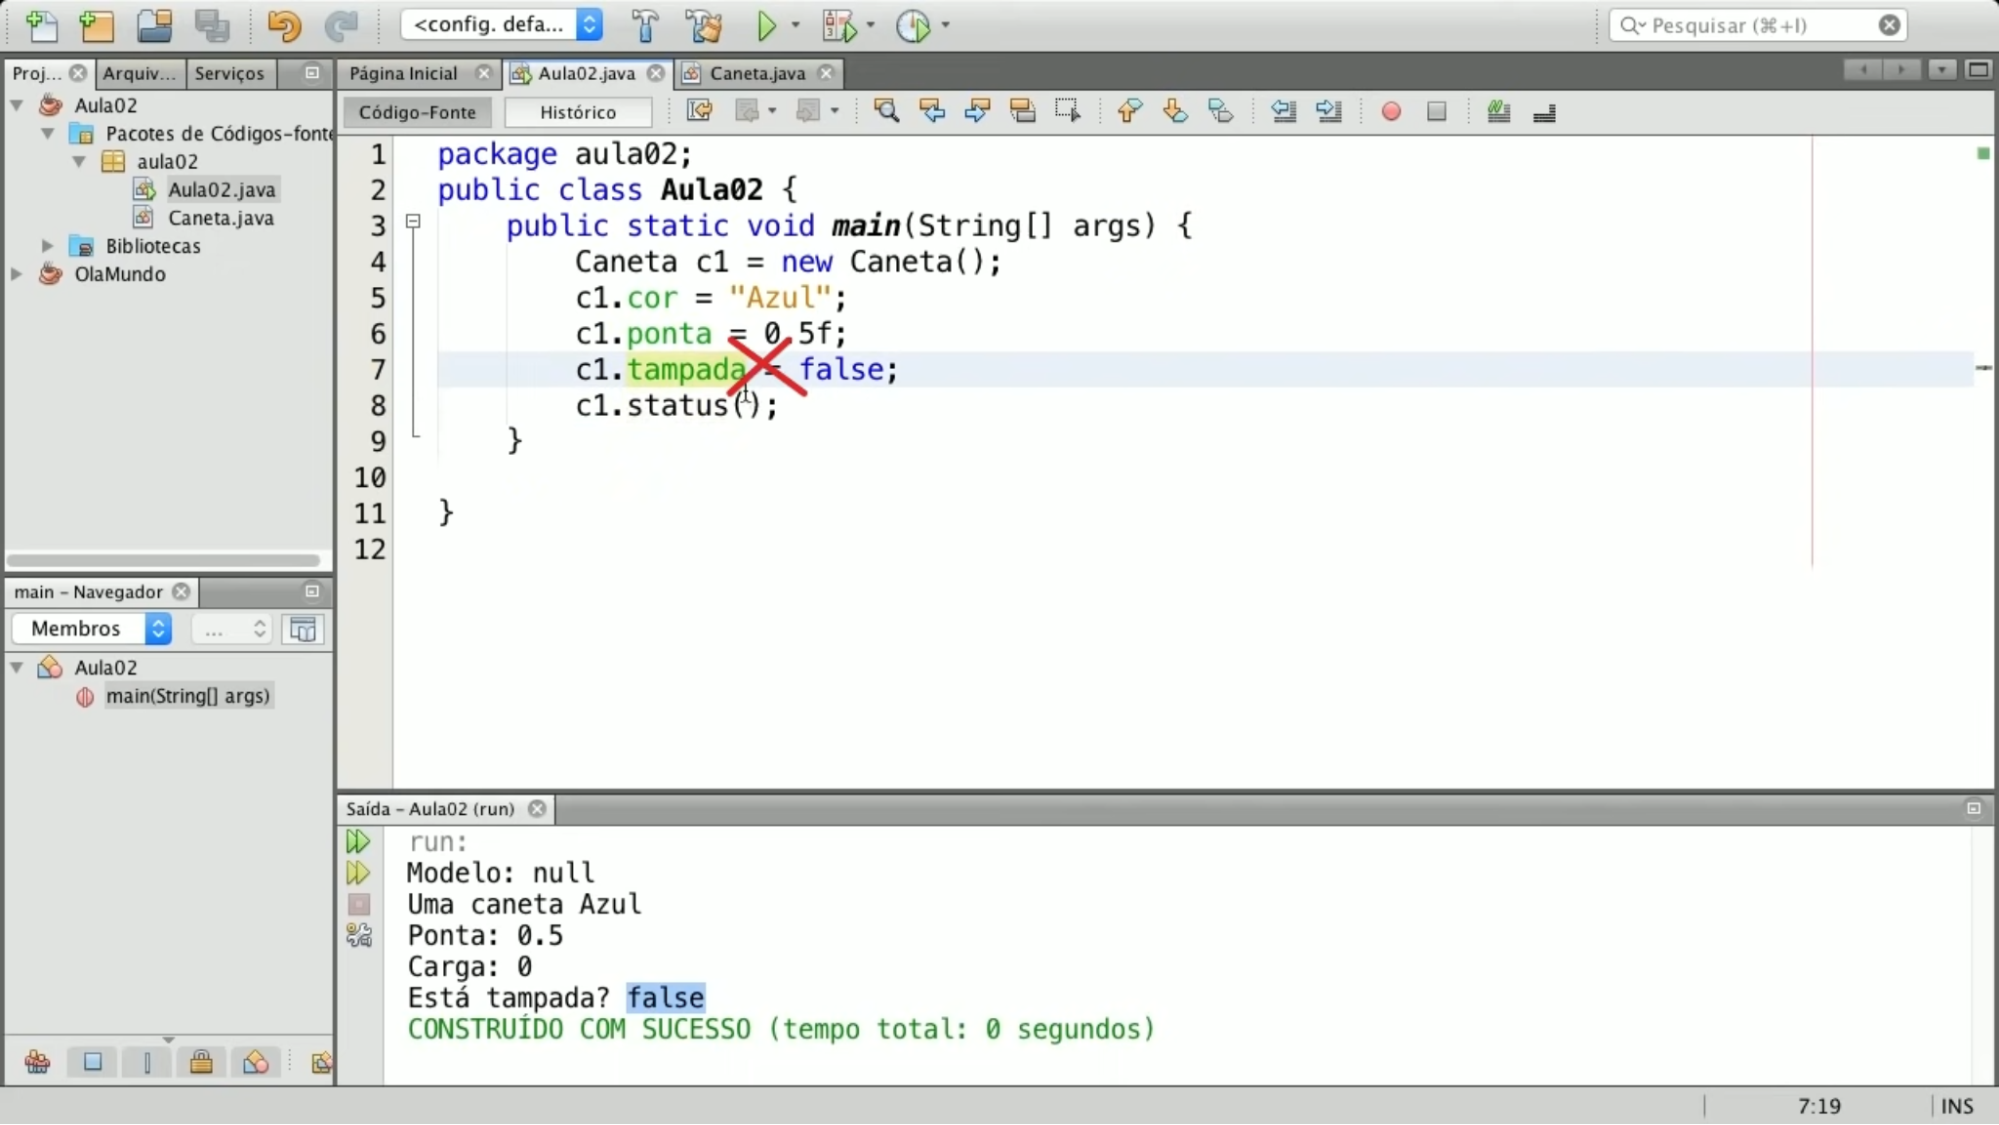 <config. defa...
Pesquisar (⌘+I)
Proj...
Arquiv...
Serviços
Página Inicial
Aula02.java
Caneta.java
Código-Fonte
Histórico
Aula02
Pacotes de Códigos-fonte
aula02
Aula02.java
Caneta.java
Bibliotecas
OlaMundo
1 package aula02;
2 public class Aula02 {
3 public static void main(String[] args) {
4 Caneta c1 = new Caneta();
5 c1.cor = "Azul";
6 c1.ponta = 0.5f;
7 c1.tampada = false;
8 c1.status();
9 }
10
11 }
12
main - Navegador
Membros
...
Aula02
main(String[] args)
Saída - Aula02 (run)
run:
Modelo: null
Uma caneta Azul
Ponta: 0.5
Carga: 0
Está tampada? false
CONSTRUÍDO COM SUCESSO (tempo total: 0 segundos)
7:19
INS